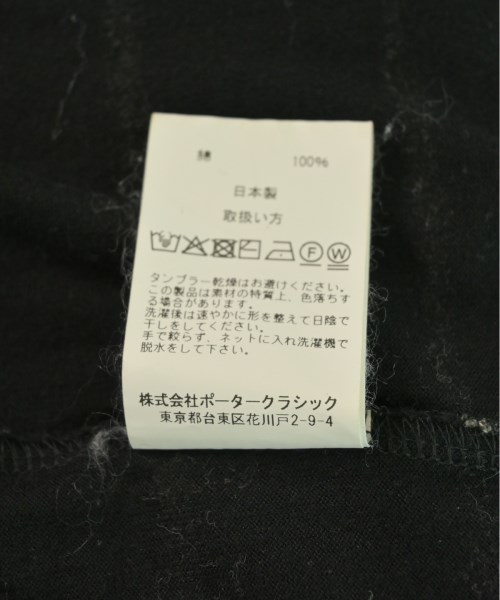 綿 100%
日本製
取扱い方
F W
タンブラー乾燥はお避けください。
この製品は素材の特質上、色落ちす
る場合があります。
洗濯後は速やかに形を整えて日陰で
干しをしてください。
手で絞らず、ネットに入れ洗濯機で
脱水をして下さい。
株式会社ポータークラシック
東京都台東区花川戸2-9-4